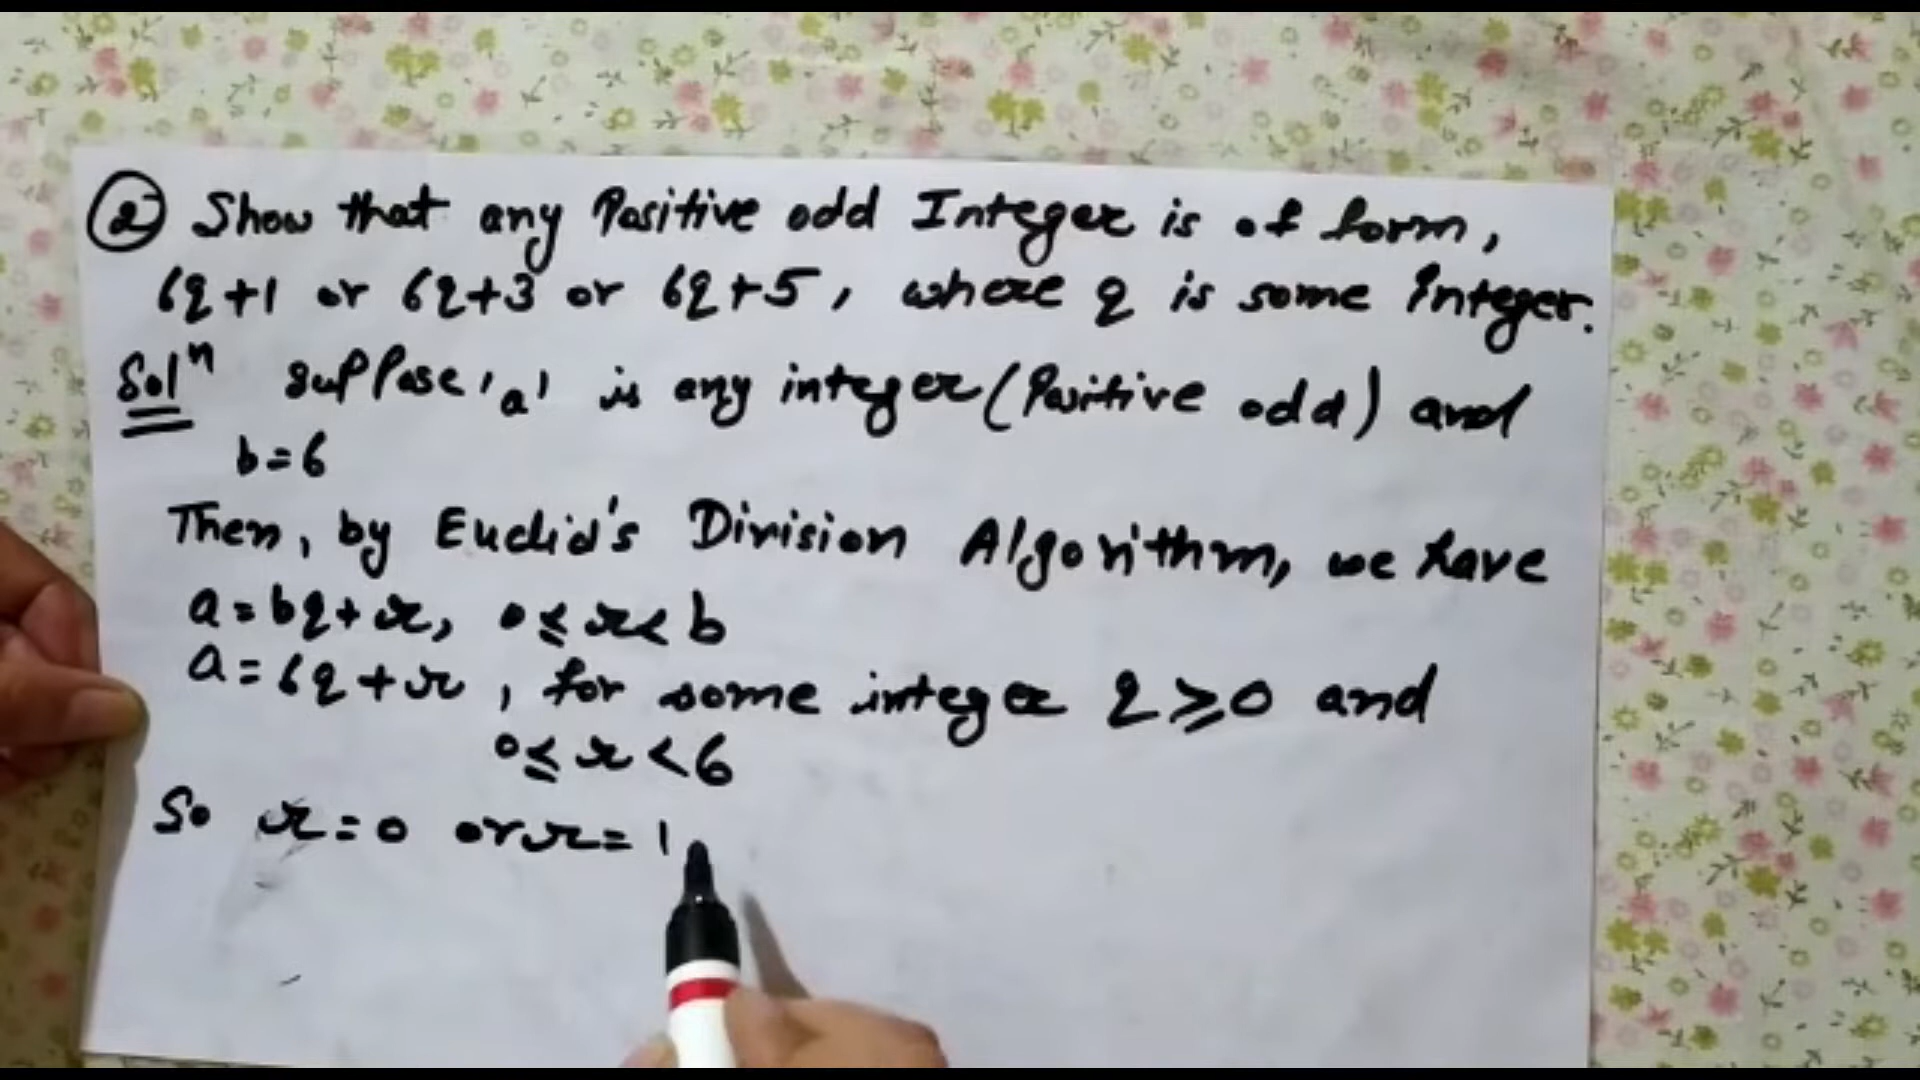 ② Show that any Positive odd Integer is of form,
6q+1 or 6q+3 or 6q+5, where q is some Integer.
Solⁿ Suppose 'a' is any integer (Positive odd) and
b=6
Then, by Euclid's Division Algorithm, we have
a=bq+r, 0≤r<b
a=6q+r, for some integer q≥0 and
0≤r<6
So r=0 or r=1